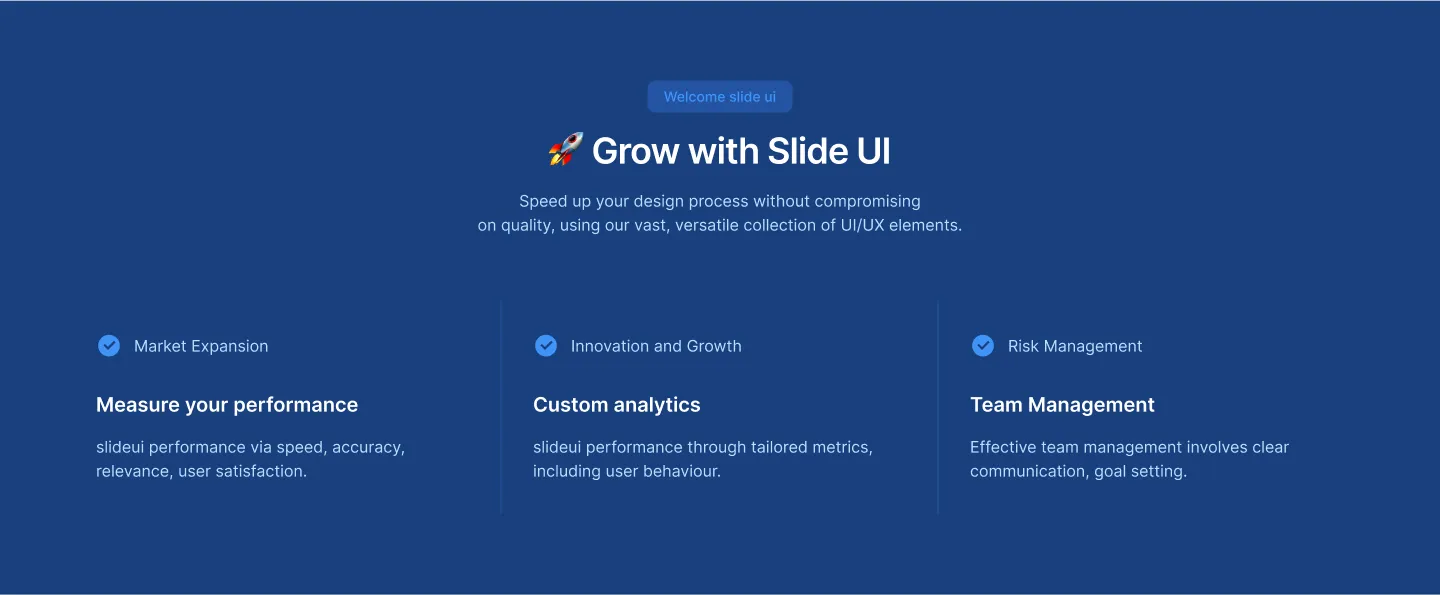 Welcome slide ui
🚀 Grow with Slide UI
Speed up your design process without compromising
on quality, using our vast, versatile collection of UI/UX elements.
Market Expansion
Measure your performance
slideui performance via speed, accuracy,
relevance, user satisfaction.
Innovation and Growth
Custom analytics
slideui performance through tailored metrics,
including user behaviour.
Risk Management
Team Management
Effective team management involves clear
communication, goal setting.